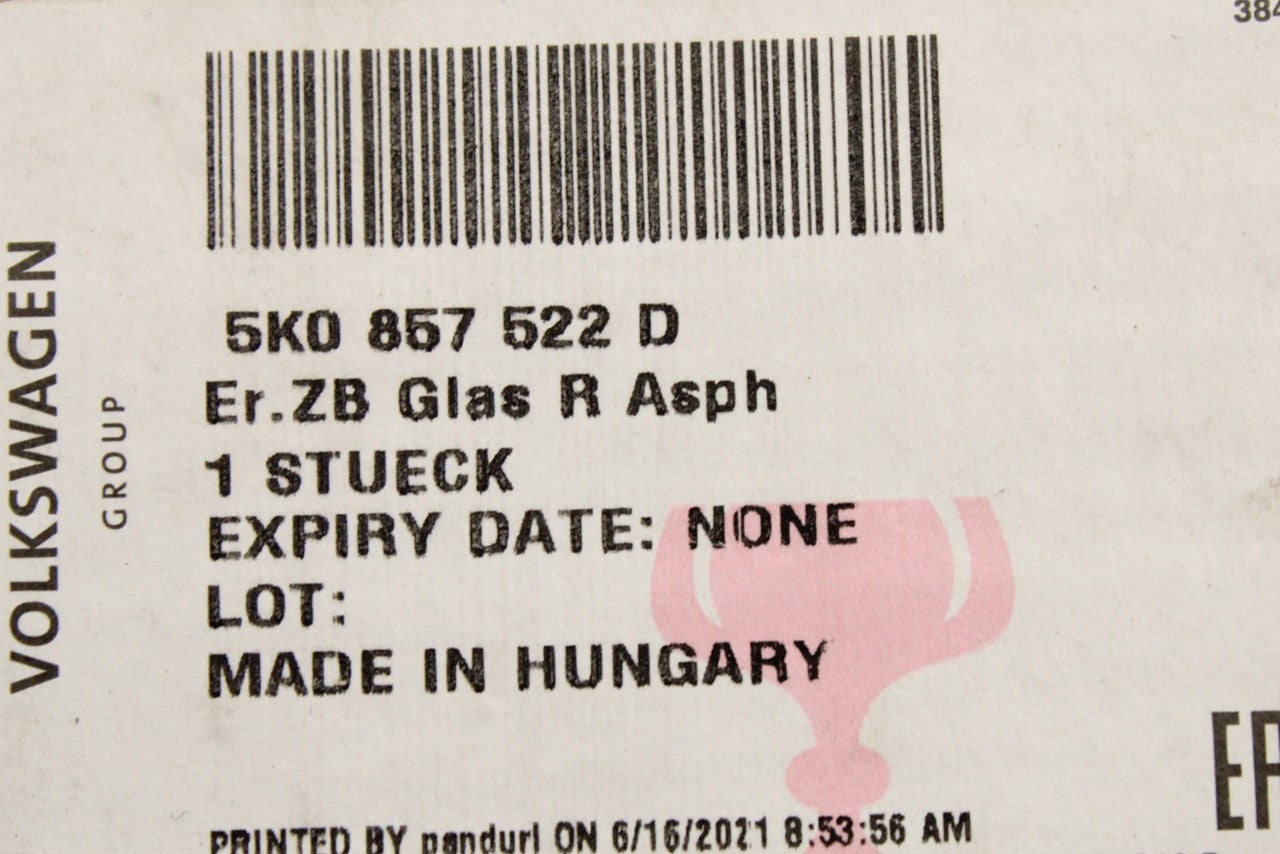 384
VOLKSWAGEN
GROUP
5K0 857 522 D
Er.ZB Glas R Asph
1 STUECK
EXPIRY DATE: NONE
LOT:
MADE IN HUNGARY
PRINTED BY pandurl ON 6/16/2021 8:53:56 AM